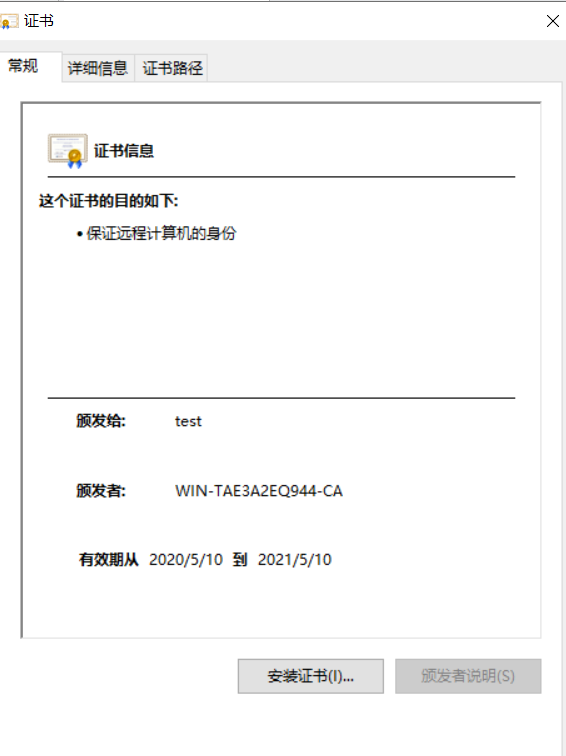 证书
常规 详细信息 证书路径
证书信息
这个证书的目的如下:
• 保证远程计算机的身份
颁发给: test
颁发者: WIN-TAE3A2EQ944-CA
有效期从 2020/5/10 到 2021/5/10
安装证书(I)... 颁发者说明(S)